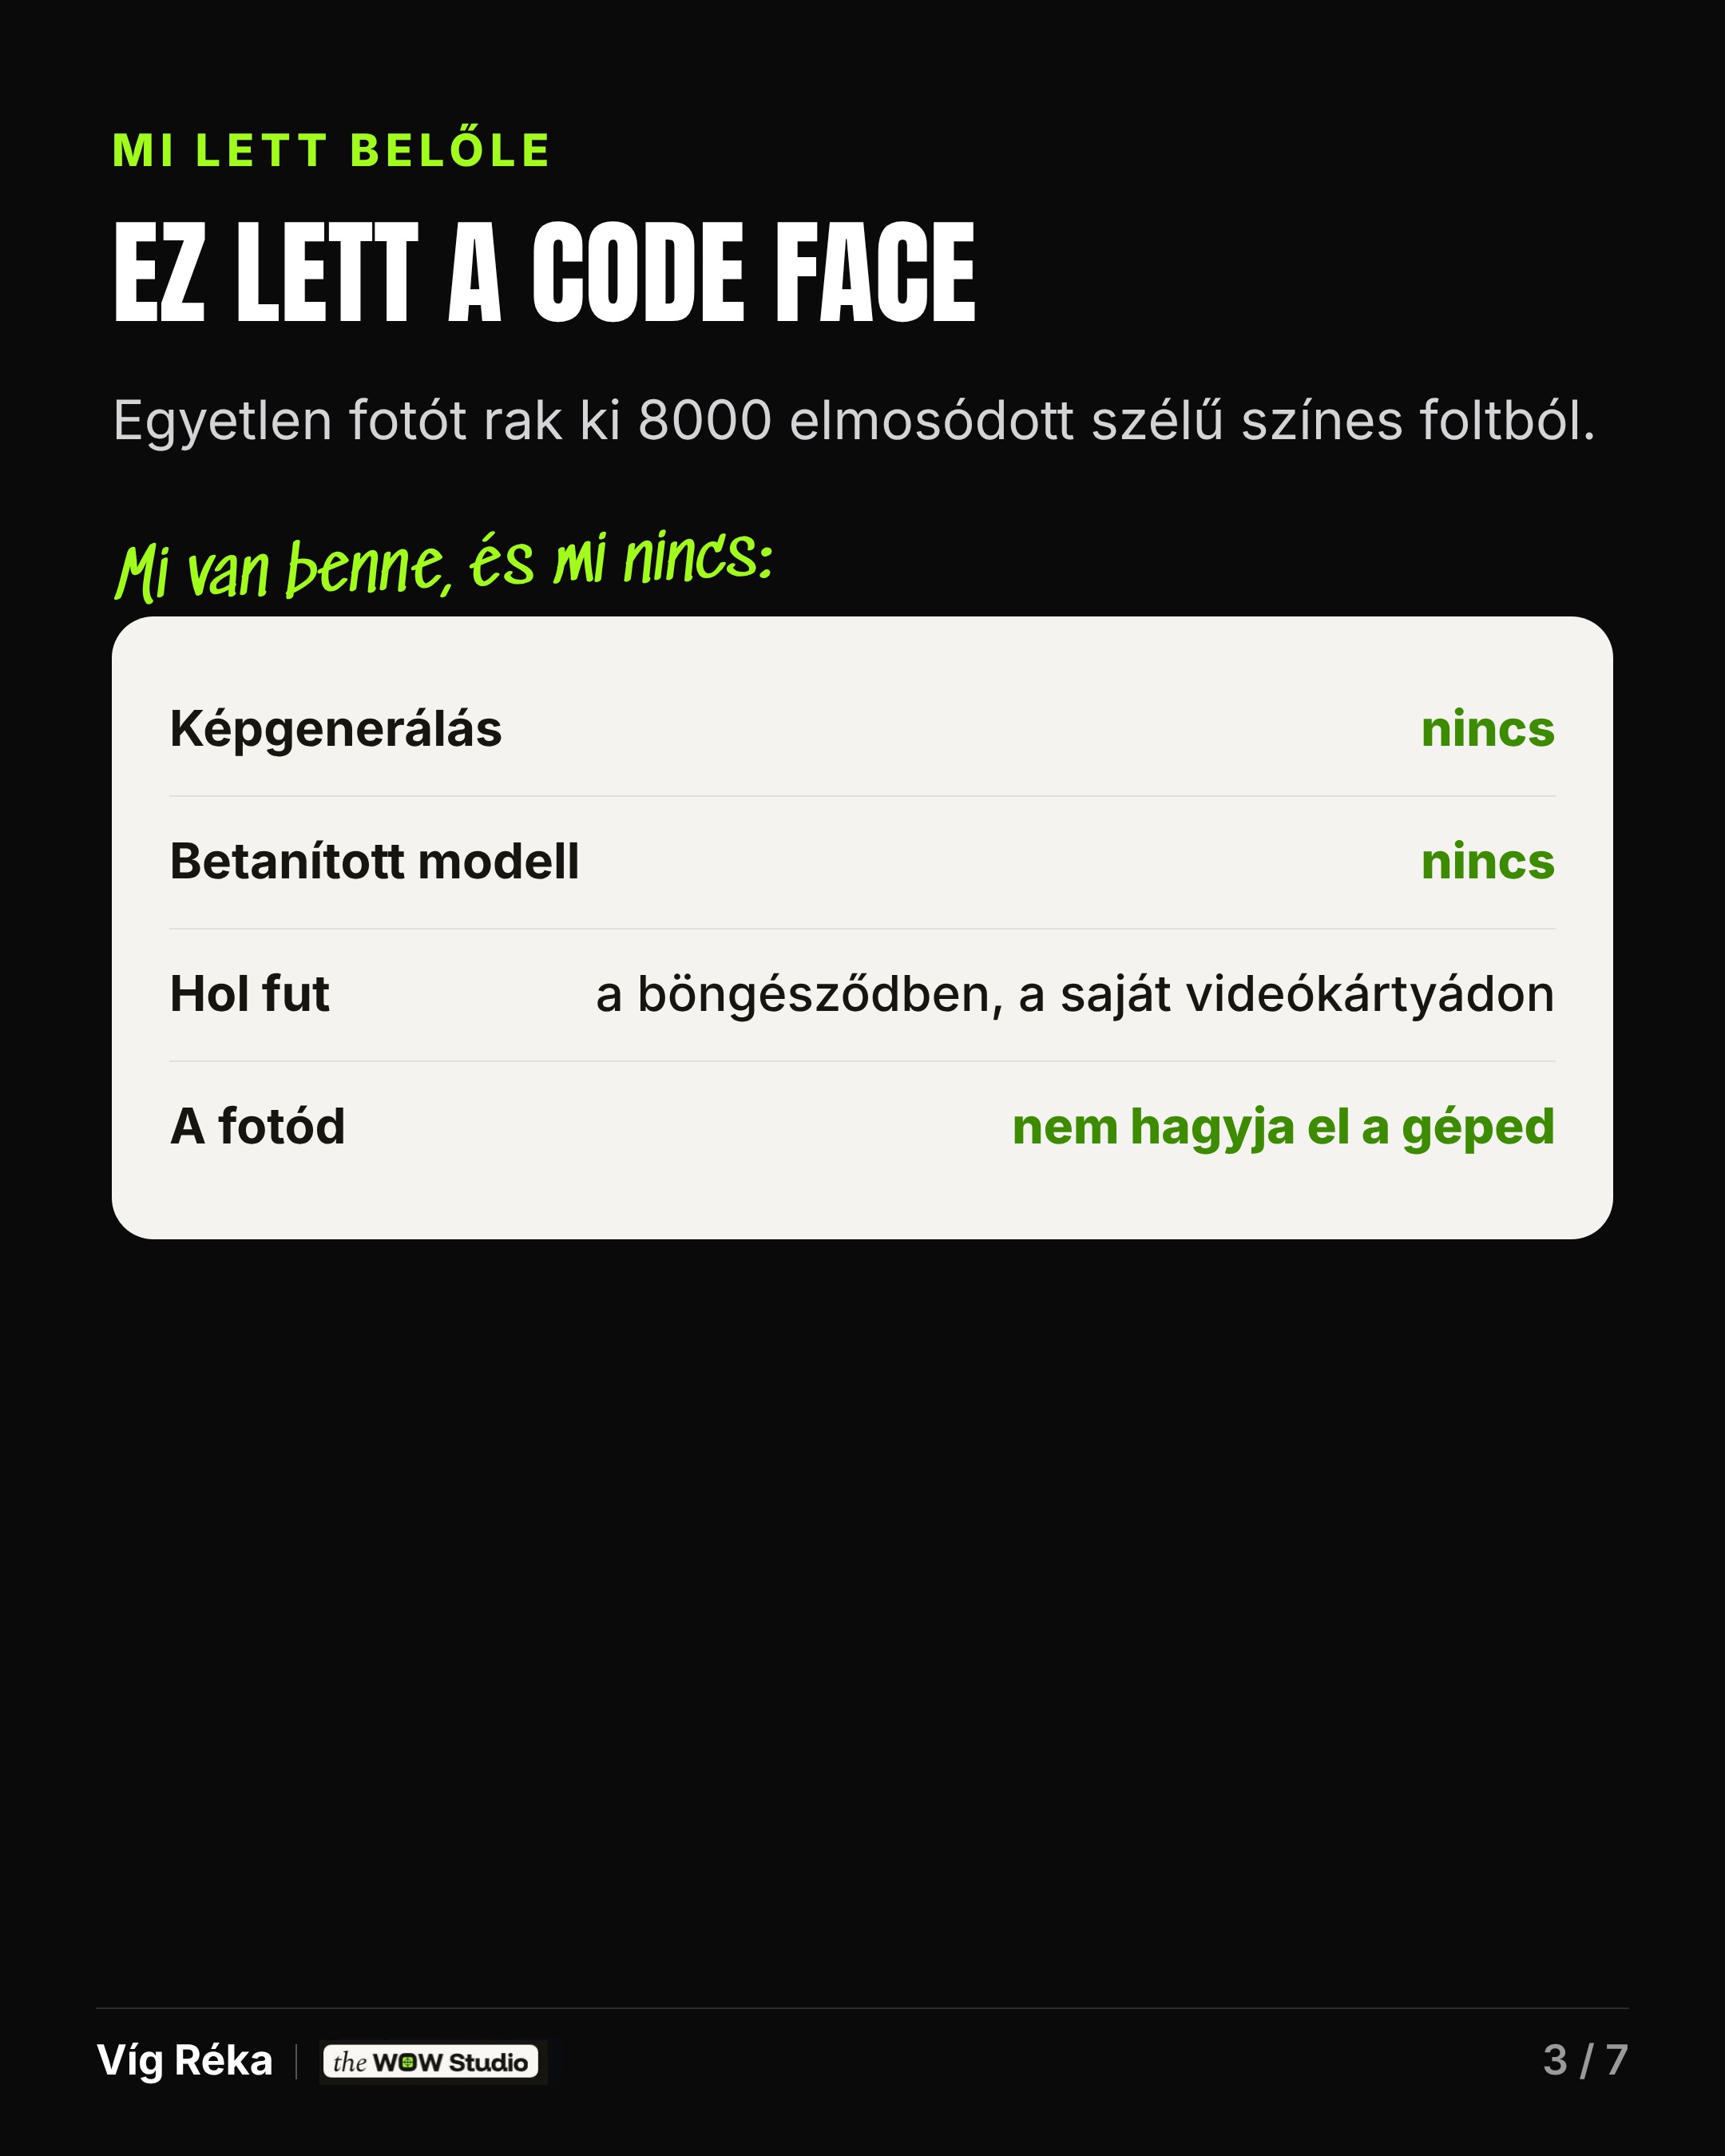 MI LETT BELŐLE
EZ LETT A CODE FACE
Egyetlen fotót rak ki 8000 elmosódott szélű színes foltból.
Mi van benne, és mi nincs:
Képgenerálás nincs
Betanított modell nincs
Hol fut a böngésződben, a saját videókártyádon
A fotód nem hagyja el a géped
Víg Réka the WOW Studio 3 / 7